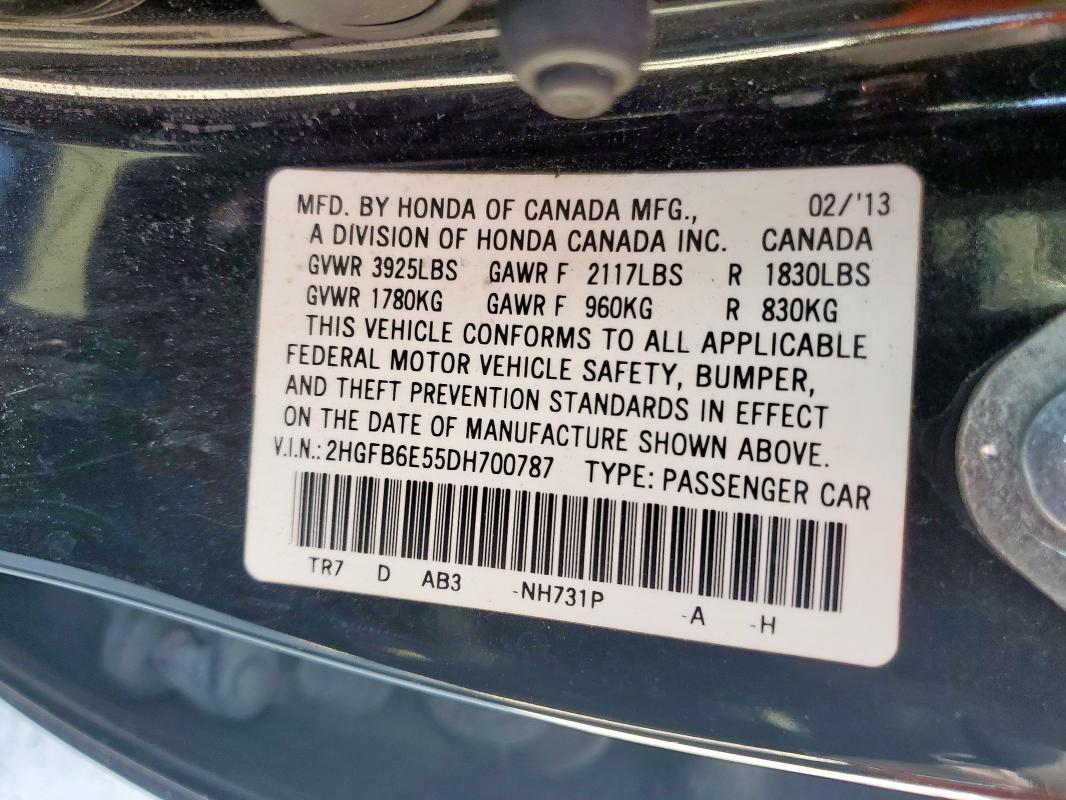 MFD. BY HONDA OF CANADA MFG., 02/'13
A DIVISION OF HONDA CANADA INC. CANADA
GVWR 3925LBS GAWR F 2117LBS R 1830LBS
GVWR 1780KG GAWR F 960KG R 830KG
THIS VEHICLE CONFORMS TO ALL APPLICABLE
FEDERAL MOTOR VEHICLE SAFETY, BUMPER,
AND THEFT PREVENTION STANDARDS IN EFFECT
ON THE DATE OF MANUFACTURE SHOWN ABOVE.
V.I.N.: 2HGFB6E55DH700787 TYPE: PASSENGER CAR
TR7 D AB3 -NH731P -A -H